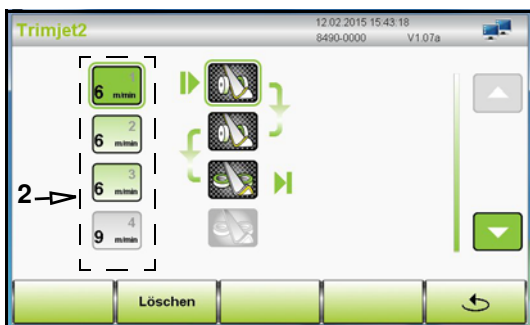 Trimjet2
12.02.2015 15:43:18
8490-0000 V1.07a
1
6 m/min
2
6 m/min
3
6 m/min
2
4
9 m/min
Löschen